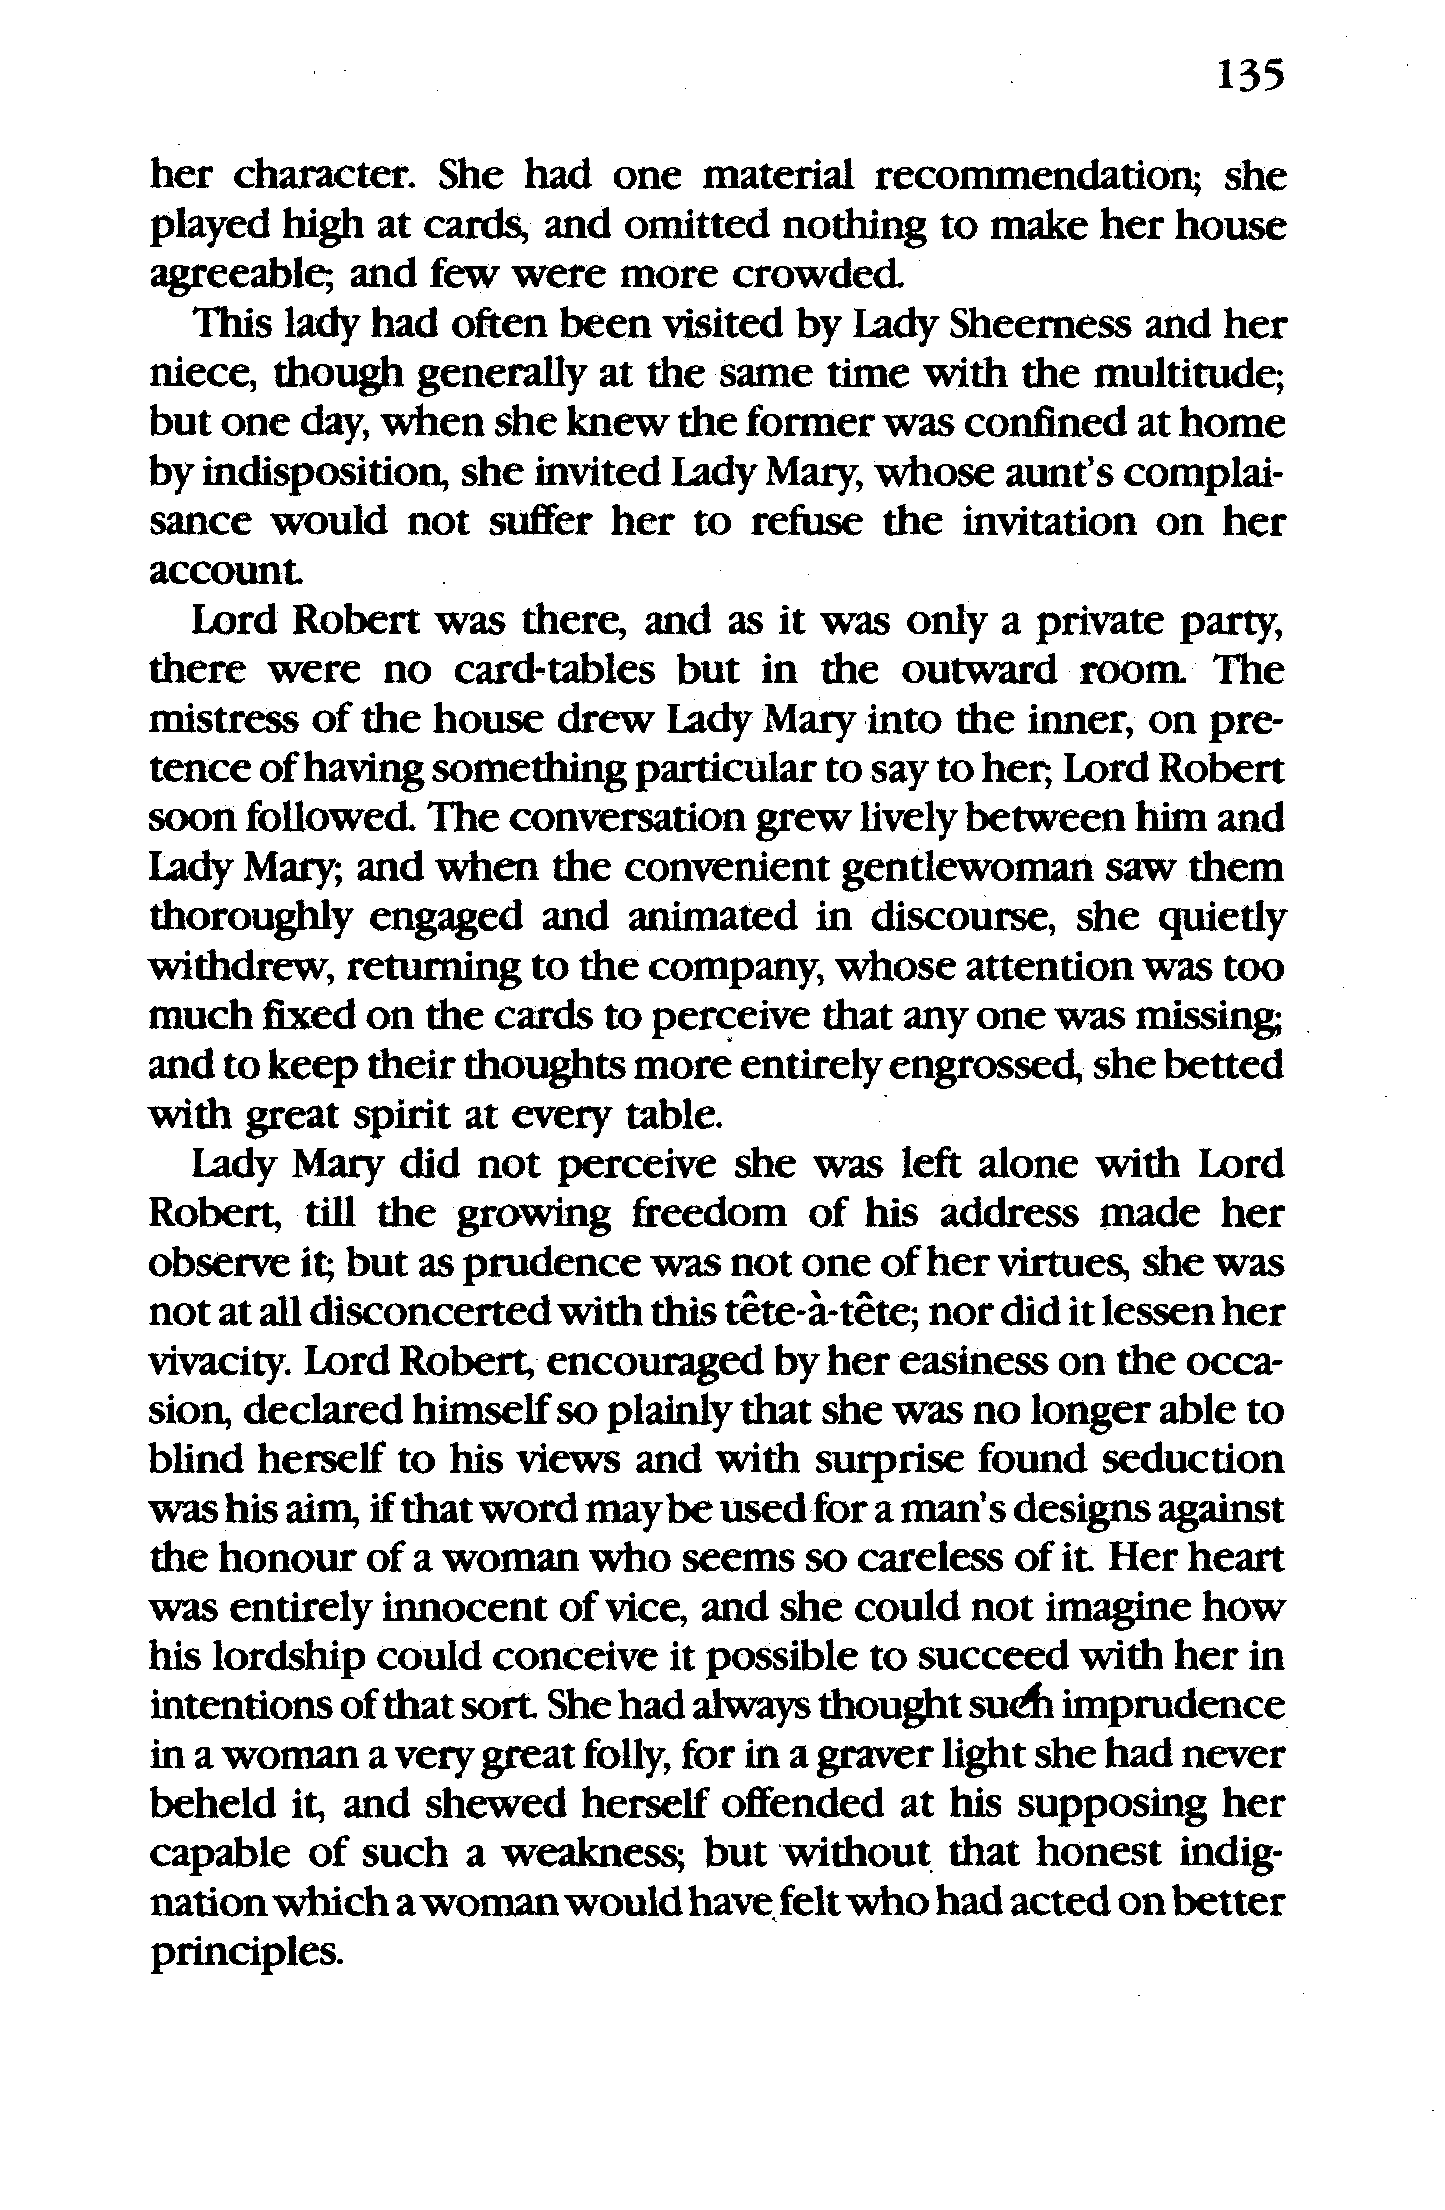 135
her character. She had one material recommendation; she
played high at cards, and omitted nothing to make her house
agreeable; and few were more crowded.
This lady had often been visited by Lady Sheerness and her
niece, though generally at the same time with the multitude;
but one day, when she knew the former was confined at home
by indisposition, she invited Lady Mary, whose aunt's complai-
sance would not suffer her to refuse the invitation on her
account.
Lord Robert was there, and as it was only a private party,
there were no card-tables but in the outward room. The
mistress of the house drew Lady Mary into the inner, on pre-
tence of having something particular to say to her; Lord Robert
soon followed. The conversation grew lively between him and
Lady Mary; and when the convenient gentlewoman saw them
thoroughly engaged and animated in discourse, she quietly
withdrew, returning to the company, whose attention was too
much fixed on the cards to perceive that any one was missing;
and to keep their thoughts more entirely engrossed, she betted
with great spirit at every table.
Lady Mary did not perceive she was left alone with Lord
Robert, till the growing freedom of his address made her
observe it; but as prudence was not one of her virtues, she was
not at all disconcerted with this tête-à-tête; nor did it lessen her
vivacity. Lord Robert, encouraged by her easiness on the occa-
sion, declared himself so plainly that she was no longer able to
blind herself to his views and with surprise found seduction
was his aim, if that word may be used for a man's designs against
the honour of a woman who seems so careless of it. Her heart
was entirely innocent of vice, and she could not imagine how
his lordship could conceive it possible to succeed with her in
intentions of that sort. She had always thought such imprudence
in a woman a very great folly, for in a graver light she had never
beheld it, and shewed herself offended at his supposing her
capable of such a weakness; but without that honest indig-
nation which a woman would have felt who had acted on better
principles.